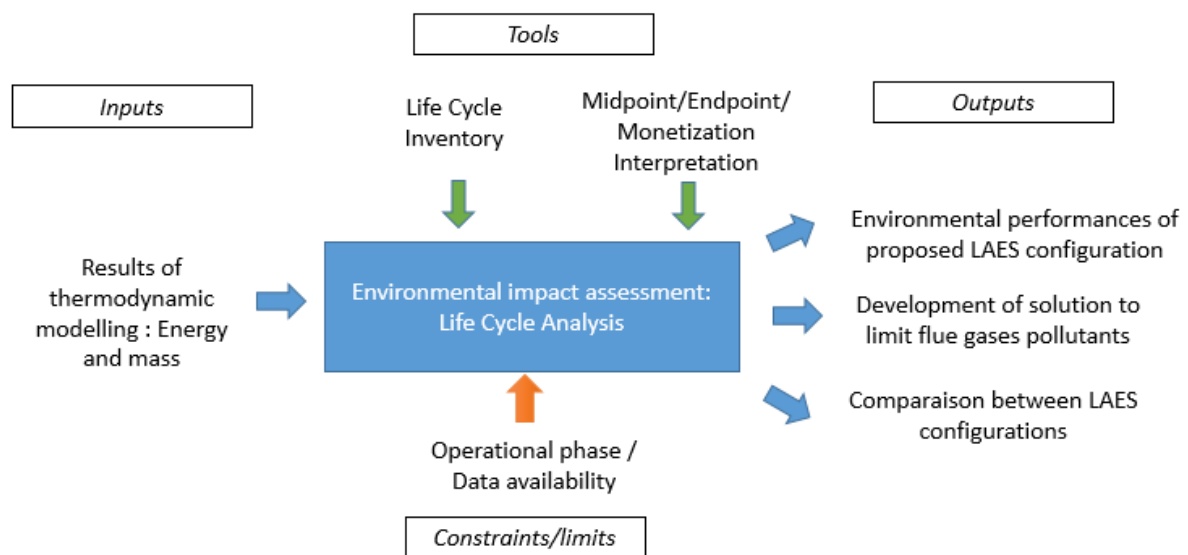 Tools
Inputs
Outputs
Life Cycle
Inventory
Midpoint/Endpoint/
Monetization
Interpretation
Results of
thermodynamic
modelling : Energy
and mass
Environmental impact assessment:
Life Cycle Analysis
Environmental performances of
proposed LAES configuration
Development of solution to
limit flue gases pollutants
Comparaison between LAES
configurations
Operational phase /
Data availability
Constraints/limits